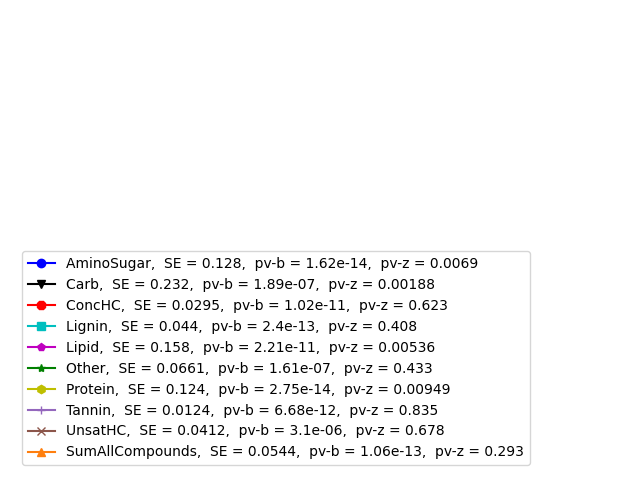 AminoSugar,  SE = 0.128,  pv-b = 1.62e-14,  pv-z = 0.0069
Carb,  SE = 0.232,  pv-b = 1.89e-07,  pv-z = 0.00188
ConcHC,  SE = 0.0295,  pv-b = 1.02e-11,  pv-z = 0.623
Lignin,  SE = 0.044,  pv-b = 2.4e-13,  pv-z = 0.408
Lipid,  SE = 0.158,  pv-b = 2.21e-11,  pv-z = 0.00536
Other,  SE = 0.0661,  pv-b = 1.61e-07,  pv-z = 0.433
Protein,  SE = 0.124,  pv-b = 2.75e-14,  pv-z = 0.00949
Tannin,  SE = 0.0124,  pv-b = 6.68e-12,  pv-z = 0.835
UnsatHC,  SE = 0.0412,  pv-b = 3.1e-06,  pv-z = 0.678
SumAllCompounds,  SE = 0.0544,  pv-b = 1.06e-13,  pv-z = 0.293